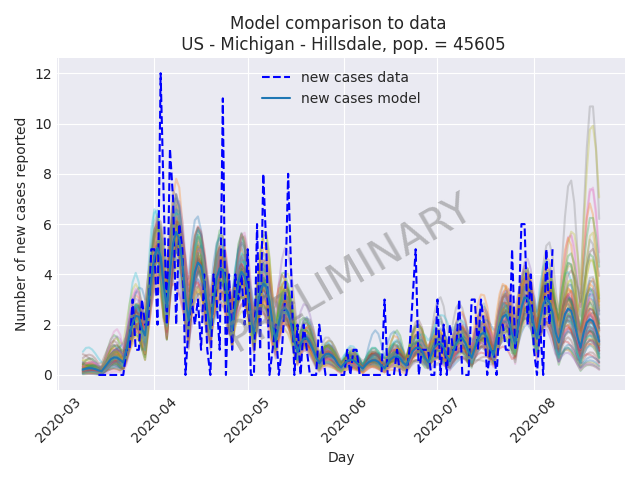 Model comparison to data
US - Michigan - Hillsdale, pop. = 45605
new cases data
new cases model
PRELIMINARY
Number of new cases reported
12
10
8
6
4
2
0
2020-03
2020-04
2020-05
2020-06
2020-07
2020-08
Day